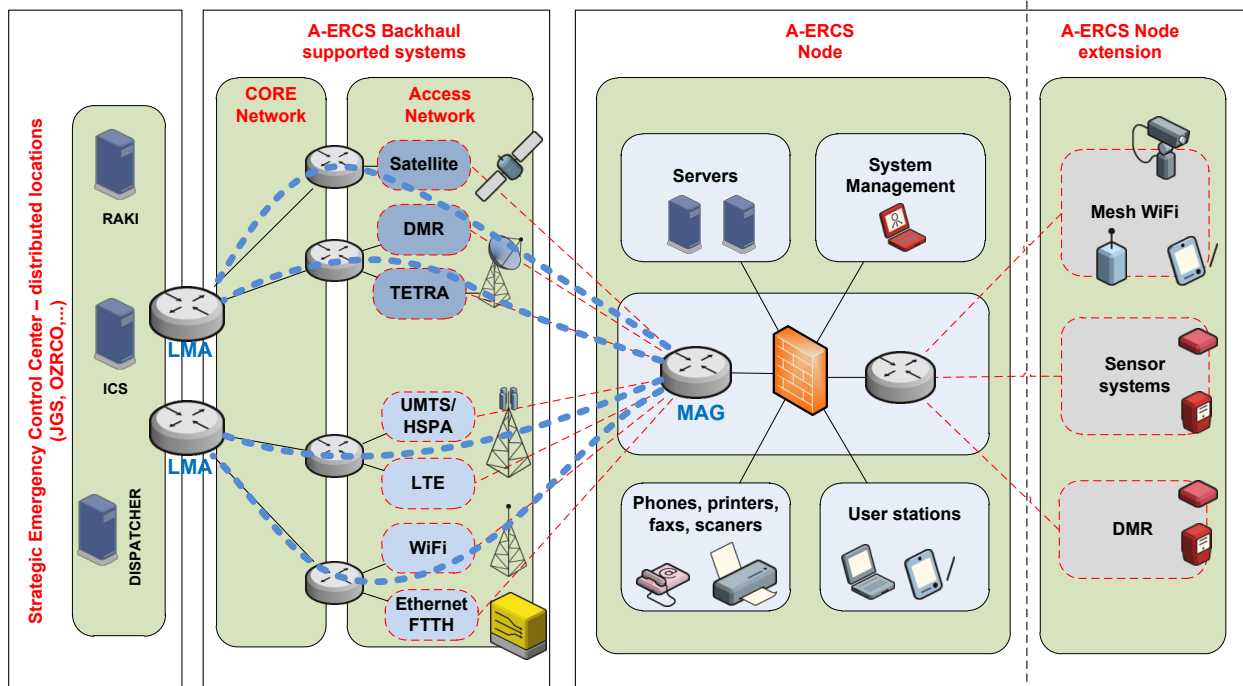 Strategic Emergency Control Center – distributed locations
(JGS, OZRCO,...)
RAKI
ICS
DISPATCHER
LMA
LMA
A-ERCS Backhaul
supported systems
CORE
Network
Access
Network
Satellite
DMR
TETRA
UMTS/
HSPA
LTE
WiFi
Ethernet
FTTH
A-ERCS
Node
Servers
System
Management
MAG
Phones, printers,
faxs, scaners
User stations
A-ERCS Node
extension
Mesh WiFi
Sensor
systems
DMR